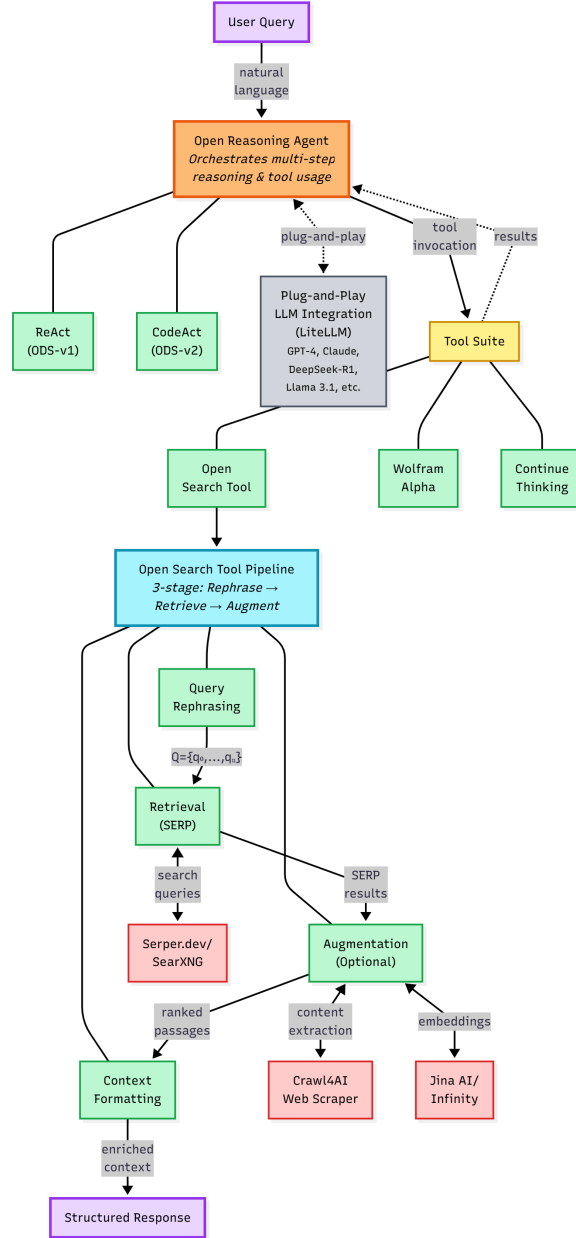 User Query
natural
language
Open Reasoning Agent
Orchestrates multi-step
reasoning & tool usage
plug-and-play
tool
invocation
results
ReAct
(ODS-v1)
CodeAct
(ODS-v2)
Plug-and-Play
LLM Integration
(LiteLLM)
GPT-4, Claude,
DeepSeek-R1,
Llama 3.1, etc.
Tool Suite
Open
Search Tool
Wolfram
Alpha
Continue
Thinking
Open Search Tool Pipeline
3-stage: Rephrase →
Retrieve → Augment
Query
Rephrasing
Q={q₀,...,qₙ}
Retrieval
(SERP)
search
queries
SERP
results
Serper.dev/
SearXNG
Augmentation
(Optional)
ranked
passages
content
extraction
embeddings
Context
Formatting
Crawl4AI
Web Scraper
Jina AI/
Infinity
enriched
context
Structured Response